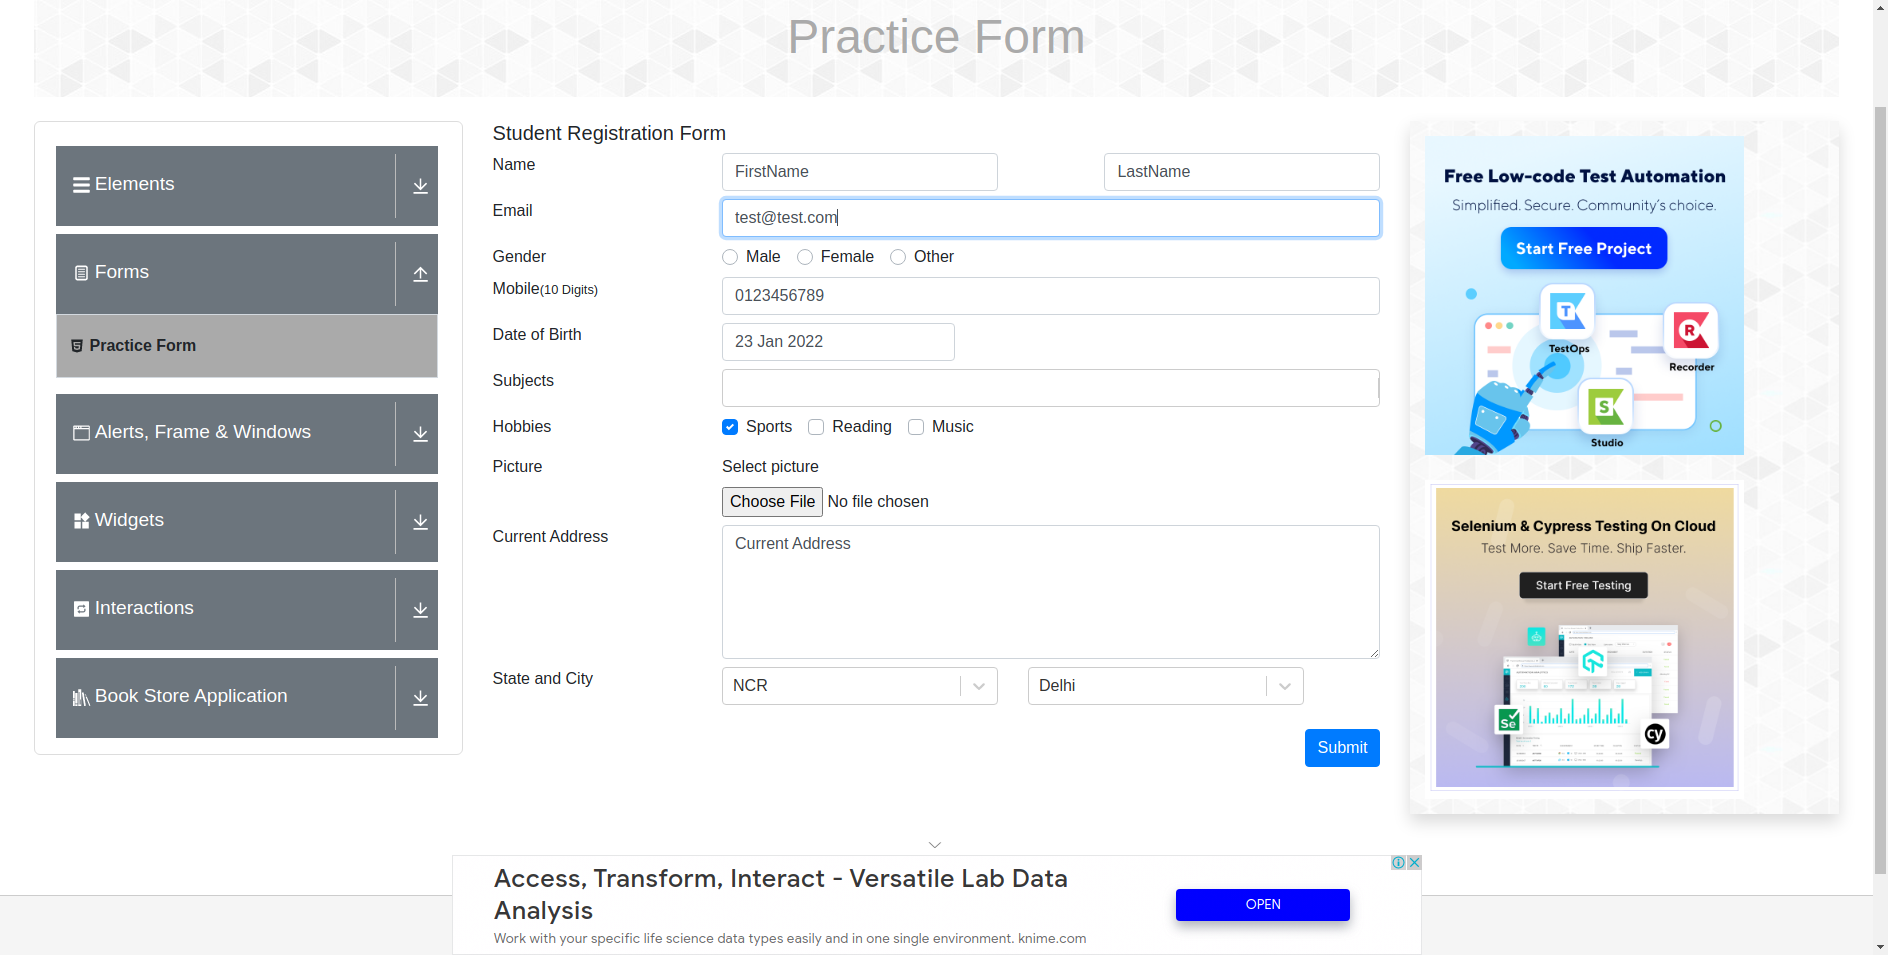 Practice Form
Elements
Forms
Practice Form
Alerts, Frame & Windows
Widgets
Interactions
Book Store Application
Student Registration Form
Name
FirstName
LastName
Email
test@test.com
Gender
Male
Female
Other
Mobile(10 Digits)
0123456789
Date of Birth
23 Jan 2022
Subjects
Hobbies
Sports
Reading
Music
Picture
Select picture
Choose File No file chosen
Current Address
Current Address
State and City
NCR
Delhi
Submit
Free Low-code Test Automation
Simplified. Secure. Community's choice.
Start Free Project
T
TestOps
R
Recorder
S
Studio
Selenium & Cypress Testing On Cloud
Test More. Save Time. Ship Faster.
Start Free Testing
Se
cy
Access, Transform, Interact - Versatile Lab Data
Analysis
Work with your specific life science data types easily and in one single environment. knime.com
OPEN